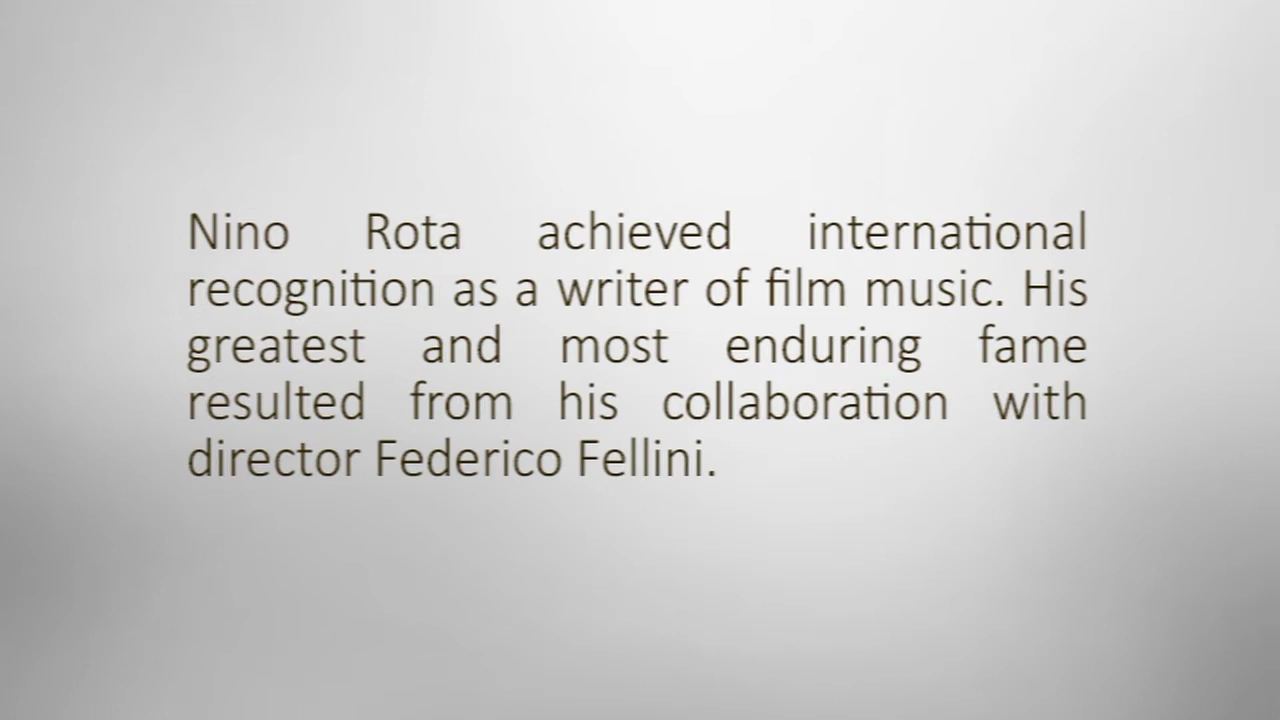 Nino Rota achieved international
recognition as a writer of film music. His
greatest and most enduring fame
resulted from his collaboration with
director Federico Fellini.